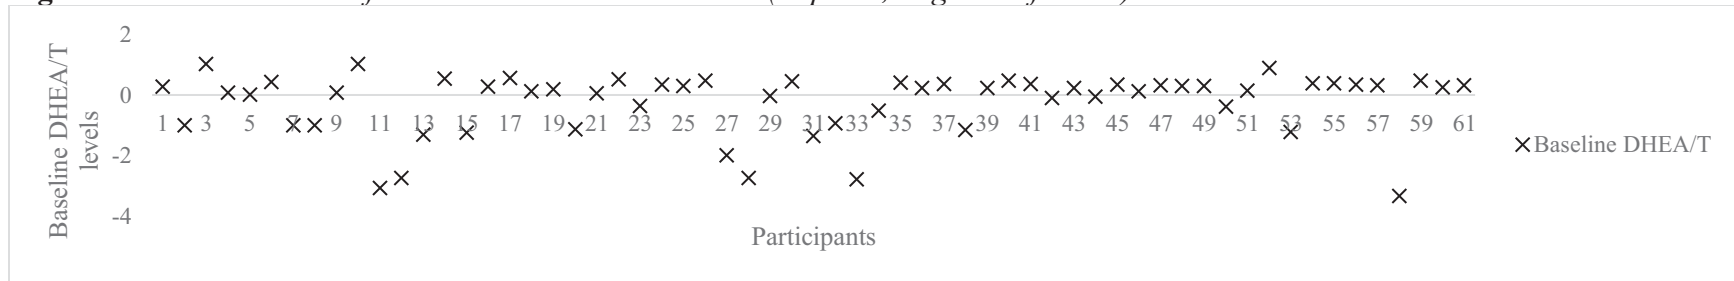 2
0
-2
-4
Baseline DHEA/T
levels
1 3 5 7 9 11 13 15 17 19 21 23 25 27 29 31 33 35 37 39 41 43 45 47 49 51 53 55 57 59 61
Participants
Baseline DHEA/T